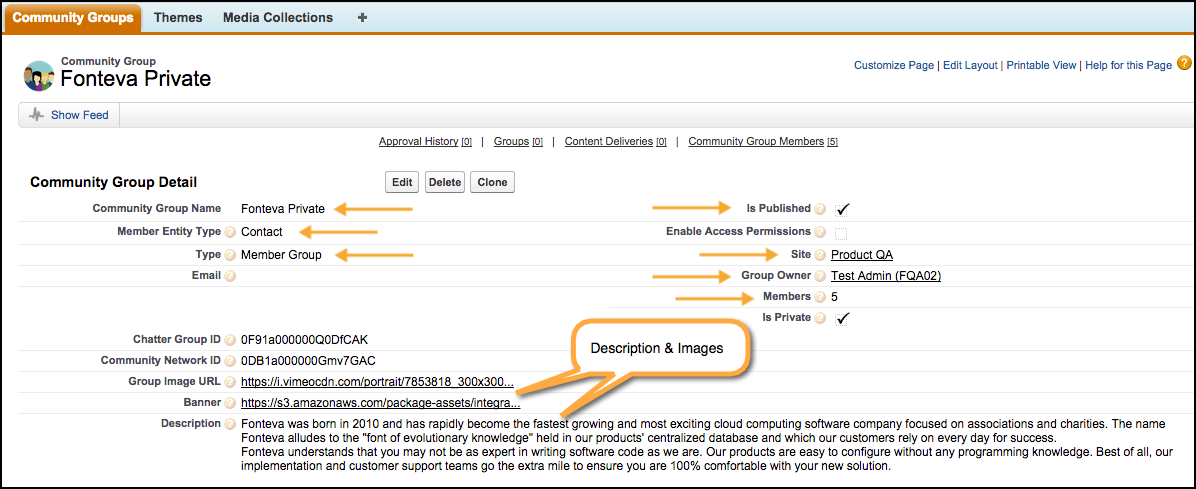 Community Groups Themes Media Collections +
Community Group
Fonteva Private
Customize Page | Edit Layout | Printable View | Help for this Page ?
Show Feed
Approval History [0] | Groups [0] | Content Deliveries [0] | Community Group Members [5]
Community Group Detail Edit Delete Clone
Community Group Name Fonteva Private Is Published ?
Member Entity Type ? Contact Enable Access Permissions ?
Type ? Member Group Site ? Product QA
Email ? Group Owner ? Test Admin (FQA02)
Members ? 5
Is Private ?
Chatter Group ID ? 0F91a000000Q0DfCAK
Description & Images
Community Network ID ? 0DB1a000000Gmv7GAC
Group Image URL ? https://i.vimeocdn.com/portrait/7853818_300x300...
Banner ? https://s3.amazonaws.com/package-assets/integra...
Description ? Fonteva was born in 2010 and has rapidly become the fastest growing and most exciting cloud computing software company focused on associations and charities. The name
Fonteva alludes to the "font of evolutionary knowledge" held in our products' centralized database and which our customers rely on every day for success.
Fonteva understands that you may not be as expert in writing software code as we are. Our products are easy to configure without any programming knowledge. Best of all, our
implementation and customer support teams go the extra mile to ensure you are 100% comfortable with your new solution.